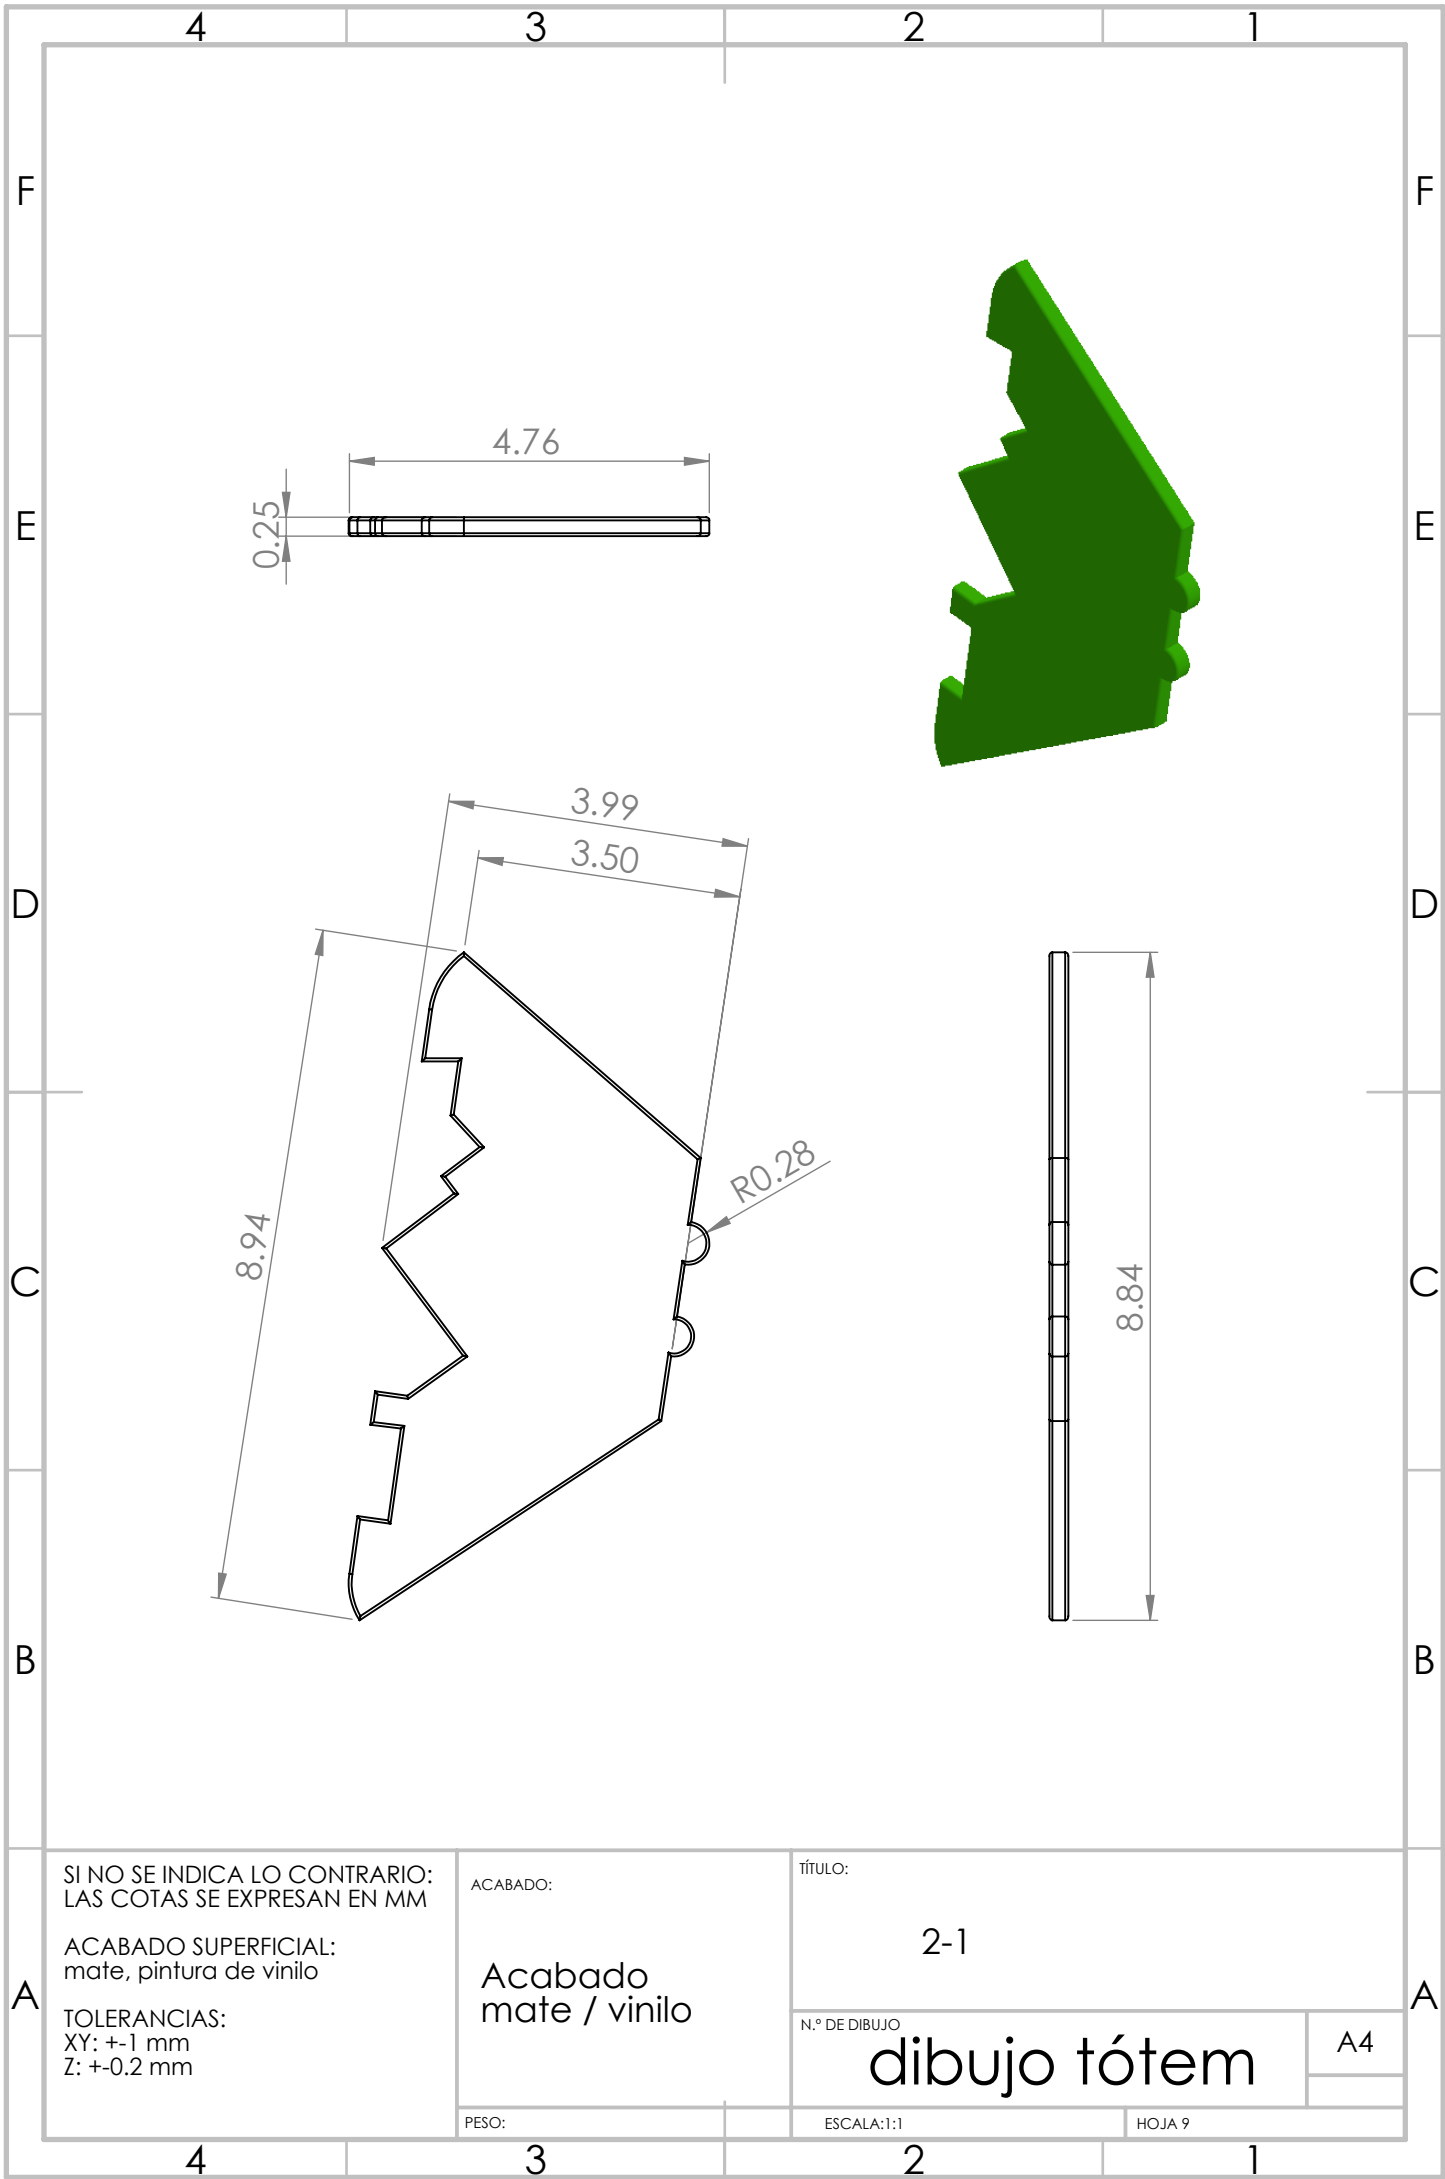 4 3 2 1
F F
E E
D D
C C
B B
A A
4.76
0.25
3.99
3.50
8.94
R0.28
8.84
SI NO SE INDICA LO CONTRARIO:
LAS COTAS SE EXPRESAN EN MM
ACABADO SUPERFICIAL:
mate, pintura de vinilo
TOLERANCIAS:
XY: +-1 mm
Z: +-0.2 mm
ACABADO:
Acabado
mate / vinilo
PESO:
TÍTULO:
2-1
N.º DE DIBUJO
dibujo tótem
A4
ESCALA:1:1
HOJA 9
4 3 2 1